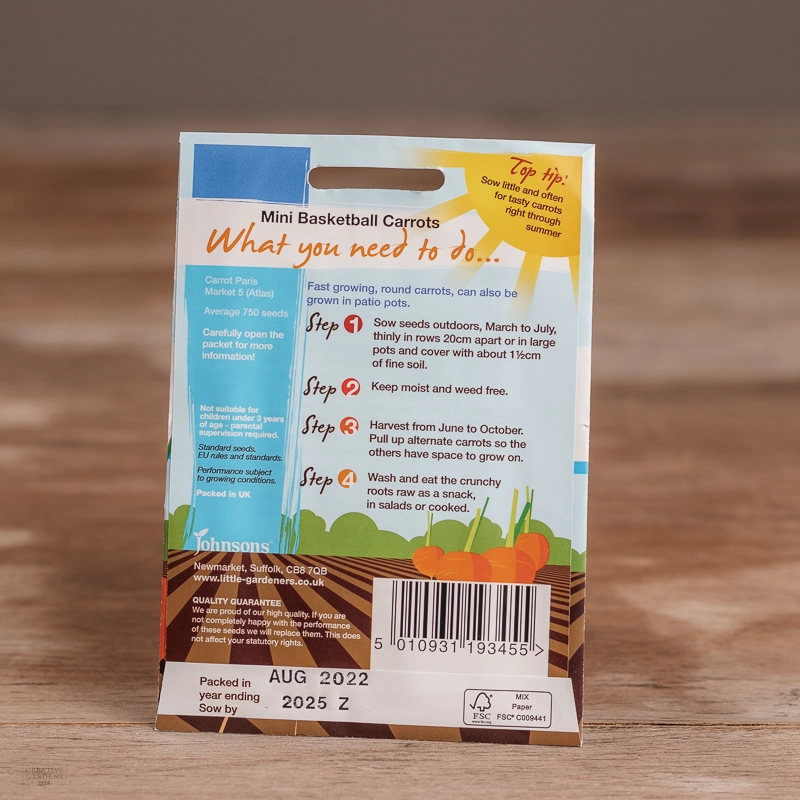 Top tip!
Sow little and often
for tasty carrots
right through
summer
Mini Basketball Carrots
What you need to do...
Carrot Paris
Market 5 (Atlas)
Average 750 seeds
Carefully open the
packet for more
information!
Not suitable for
children under 3 years
of age - parental
supervision required.
Standard seeds.
EU rules and standards.
Performance subject
to growing conditions.
Packed in UK
Johnsons™
Fast growing, round carrots, can also be
grown in patio pots.
Step 1 Sow seeds outdoors, March to July,
thinly in rows 20cm apart or in large
pots and cover with about 1½cm
of fine soil.
Step 2 Keep moist and weed free.
Step 3 Harvest from June to October.
Pull up alternate carrots so the
others have space to grow on.
Step 4 Wash and eat the crunchy
roots raw as a snack,
in salads or cooked.
Newmarket, Suffolk, CB8 7QB
www.little-gardeners.co.uk
QUALITY GUARANTEE
We are proud of our high quality. If you are
not completely happy with the performance
of these seeds we will replace them. This does
not affect your statutory rights.
5 010931 193455 >
Packed in
year ending AUG 2022
Sow by 2025 Z
FSC
www.fsc.org
MIX
Paper
FSC® C009441
CREATIVE
GARDENS